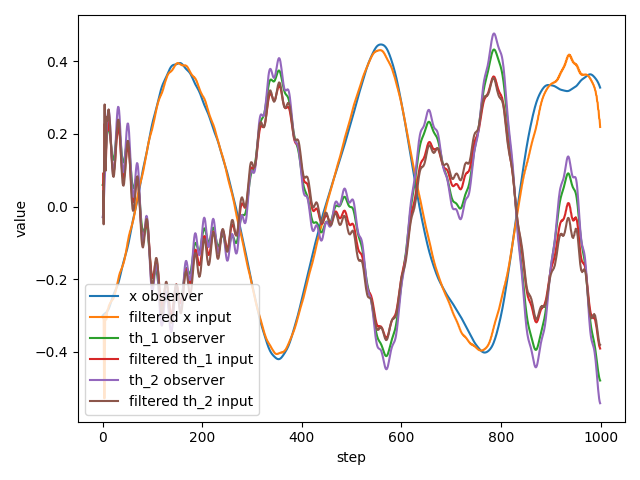 0.4
0.2
0.0
−0.2
−0.4
value
x observer
filtered x input
th_1 observer
filtered th_1 input
th_2 observer
filtered th_2 input
0
200
400
600
800
1000
step